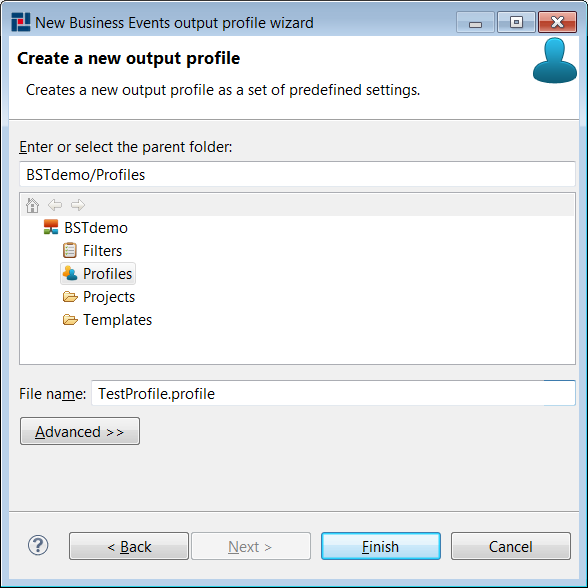 New Business Events output profile wizard
Create a new output profile
Creates a new output profile as a set of predefined settings.
Enter or select the parent folder:
BSTdemo/Profiles
BSTdemo
Filters
Profiles
Projects
Templates
File name: TestProfile.profile
Advanced >>
? < Back Next > Finish Cancel